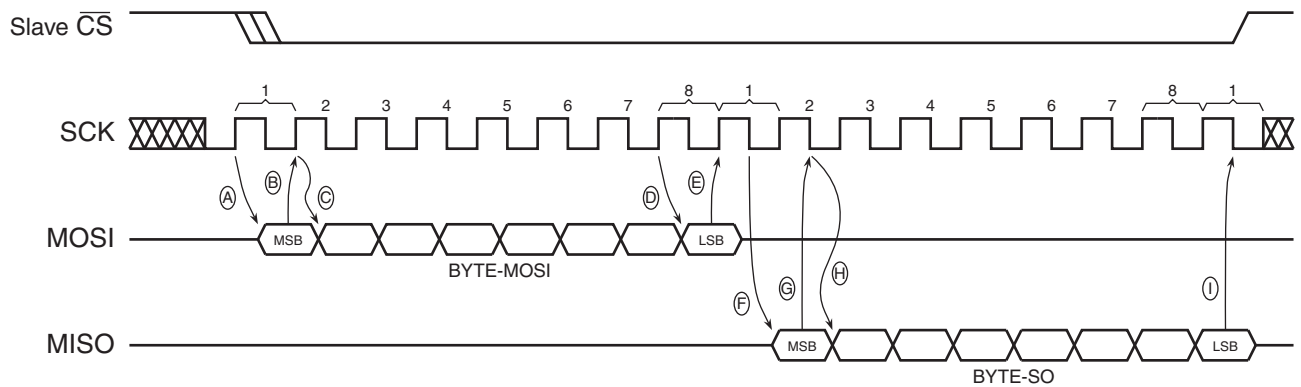 Slave CS
1 2 3 4 5 6 7 8 1 2 3 4 5 6 7 8 1
SCK
A B C D E
MOSI MSB LSB
BYTE-MOSI
F G H I
MISO MSB LSB
BYTE-SO